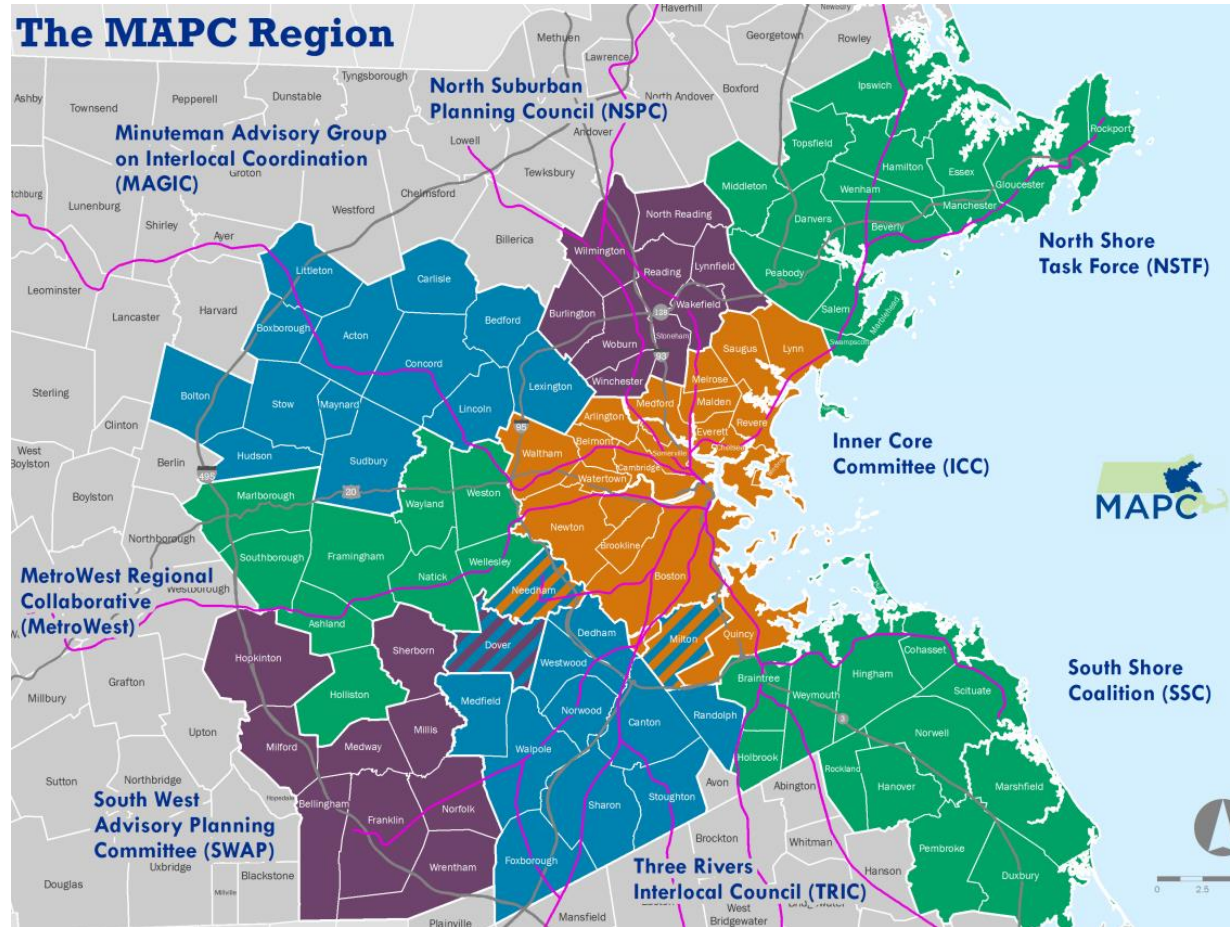 The MAPC Region
Haverhill
Newbury
Methuen
Georgetown
Rowley
Lawrence
Tyngsborough
North Suburban
Planning Council (NSPC)
Ashby
Townsend
Pepperell
Dunstable
North Andover
Boxford
Ipswich
Andover
Minuteman Advisory Group
on Interlocal Coordination
(MAGIC)
Groton
Lowell
Tewksbury
Topsfield
Rockport
Hamilton
Essex
Gloucester
Middleton
Wenham
Manchester
Chelmsford
Westford
Lunenburg
Shirley
Ayer
Billerica
North Reading
Danvers
Beverly
Wilmington
Reading
Lynnfield
Peabody
North Shore
Task Force (NSTF)
Littleton
Carlisle
Leominster
Harvard
Lancaster
Burlington
Wakefield
128
Salem
Marblehead
Swampscott
Boxborough
Acton
Bedford
Woburn
Stoneham
93
Saugus
Lynn
Concord
Lexington
Winchester
Melrose
Sterling
Bolton
Stow
Maynard
Lincoln
Medford
Malden
Arlington
Revere
Everett
Chelsea
Clinton
95
Belmont
Somerville
Waltham
Cambridge
Watertown
Inner Core
Committee (ICC)
West
Boylston
Berlin
Hudson
Sudbury
495
20
Marlborough
Weston
Wayland
Boylston
MAPC
Northborough
Newton
Brookline
Southborough
Framingham
Wellesley
Boston
Natick
Needham
MetroWest Regional
Collaborative
(MetroWest)
Westborough
Ashland
Dover
Dedham
Milton
Quincy
Hopkinton
Sherborn
Westwood
Cohasset
Hingham
Braintree
Weymouth
Scituate
South Shore
Coalition (SSC)
Millbury
Grafton
Holliston
Medfield
Norwood
Canton
Randolph
Norwell
3
Upton
Milford
Medway
Millis
Walpole
Holbrook
Rockland
Hanover
Marshfield
Sutton
Northbridge
Hopedale
Avon
Abington
South West
Advisory Planning
Committee (SWAP)
Bellingham
Franklin
Norfolk
Sharon
Stoughton
Brockton
Whitman
Pembroke
Duxbury
Wrentham
Foxborough
Hanson
Douglas
Uxbridge
Millville
Blackstone
Three Rivers
Interlocal Council (TRIC)
Plainville
Mansfield
West
Bridgewater
0
2.5